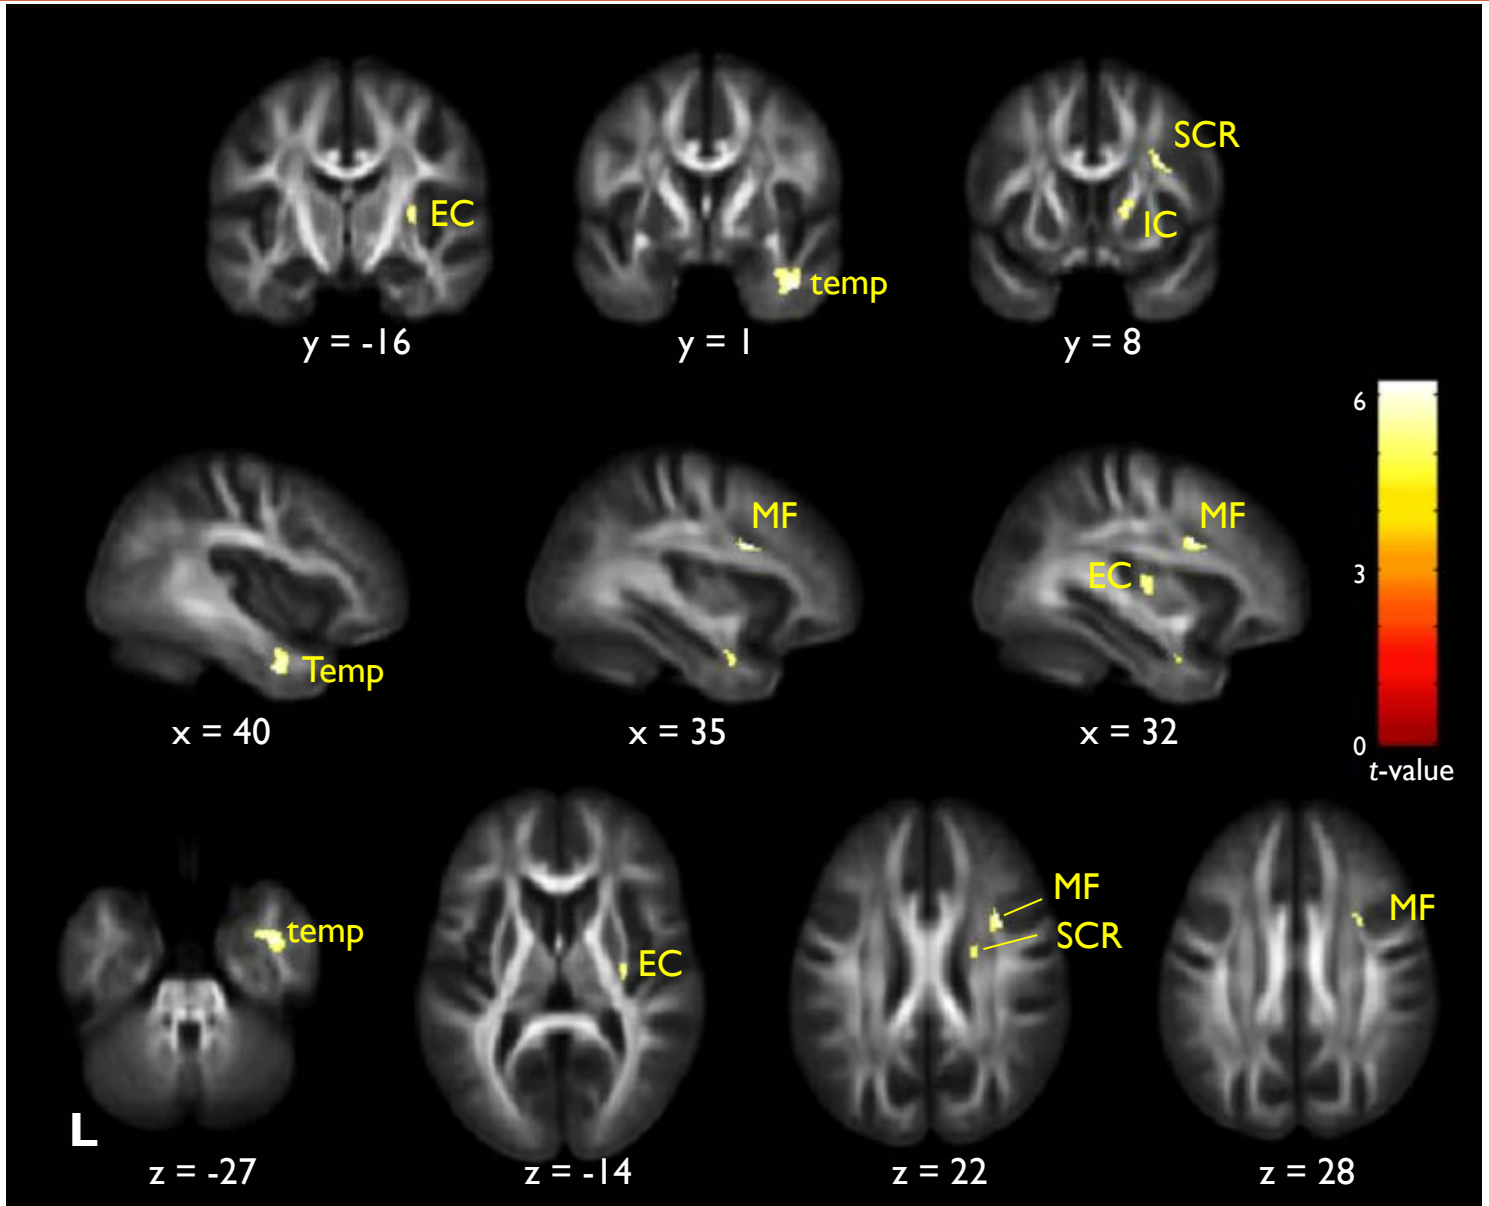 SCR
EC
IC
temp
y = -16
y = 1
y = 8
6
MF
MF
EC
3
Temp
x = 40
x = 35
x = 32
0
t-value
MF
SCR
MF
temp
EC
L
z = -27
z = -14
z = 22
z = 28